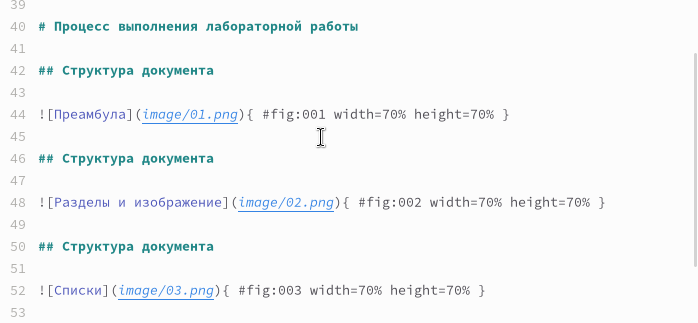 39
40 # Процесс выполнения лабораторной работы
41
42 ## Структура документа
43
44 ![Преамбула](image/01.png){ #fig:001 width=70% height=70% }
45
46 ## Структура документа
47
48 ![Разделы и изображение](image/02.png){ #fig:002 width=70% height=70% }
49
50 ## Структура документа
51
52 ![Списки](image/03.png){ #fig:003 width=70% height=70% }
53